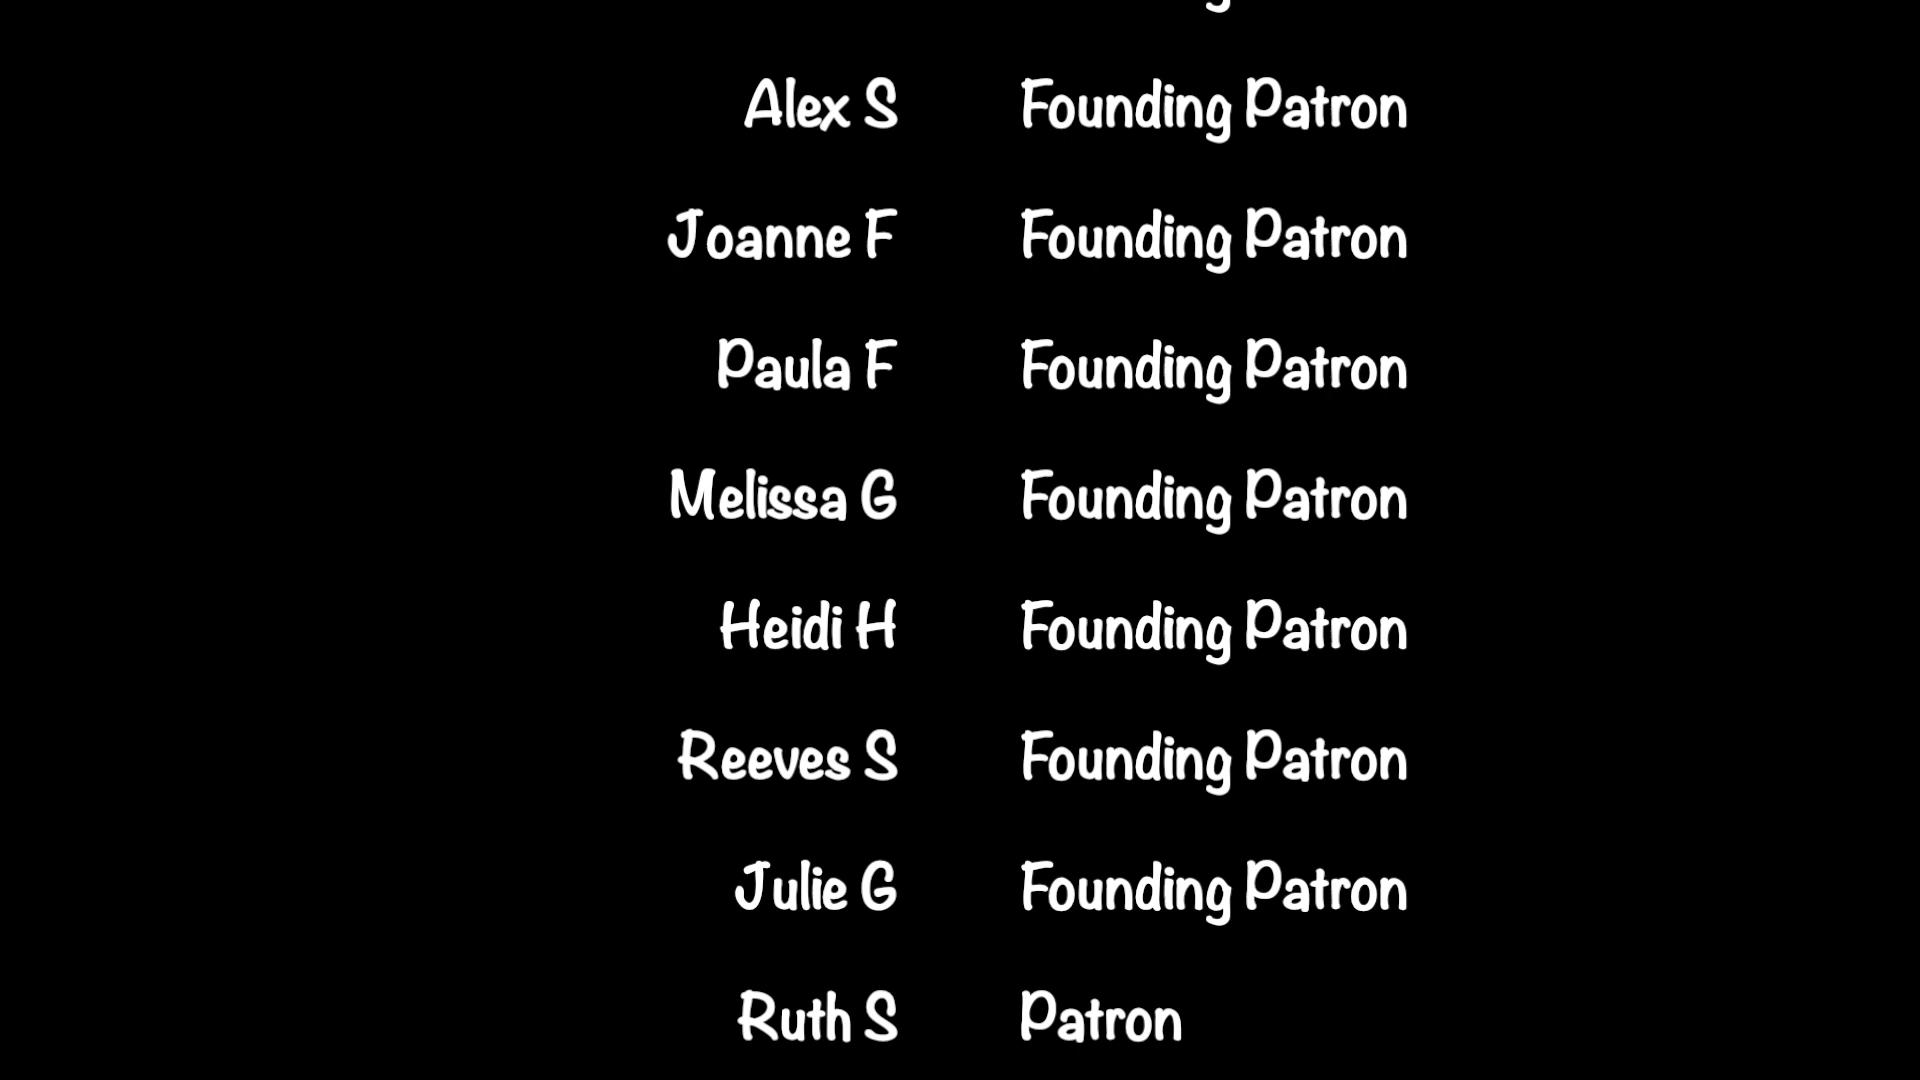 Alex S Founding Patron
Joanne F Founding Patron
Paula F Founding Patron
Melissa G Founding Patron
Heidi H Founding Patron
Reeves S Founding Patron
Julie G Founding Patron
Ruth S Patron